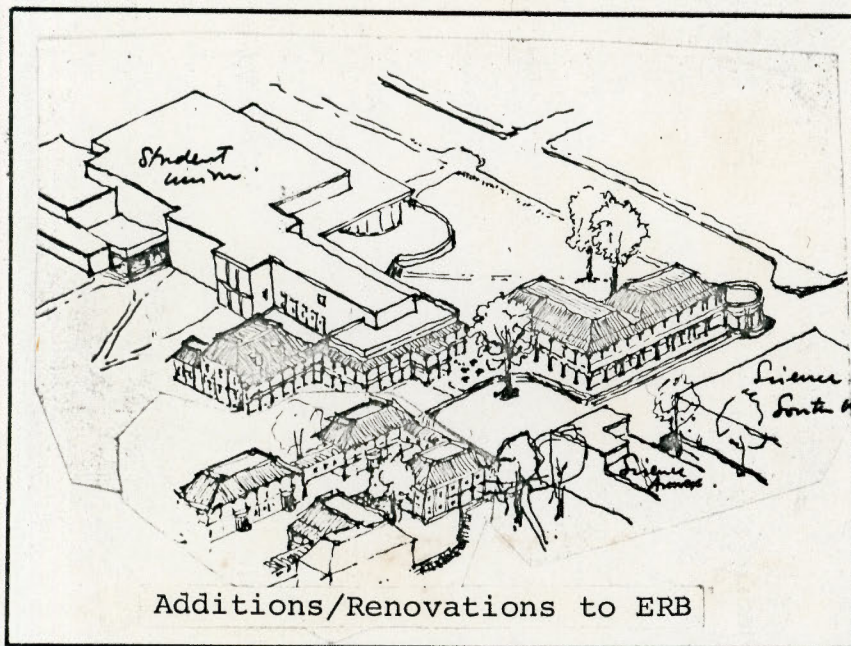 Student
Union.
Science
South
Science
Annex.
Additions/Renovations to ERB